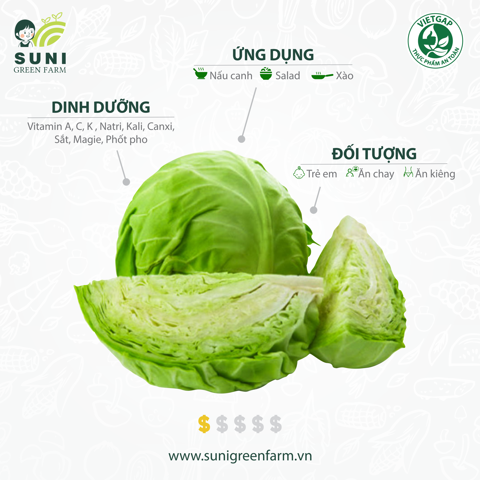 SUNI
GREEN FARM
VIETGAP
THỰC PHẨM AN TOÀN
ỨNG DỤNG
Nấu canh Salad Xào
DINH DƯỠNG
Vitamin A, C, K , Natri, Kali, Canxi,
Sắt, Magie, Phốt pho
ĐỐI TƯỢNG
Trẻ em Ăn chay Ăn kiêng
$ $ $ $ $
www.sunigreenfarm.vn